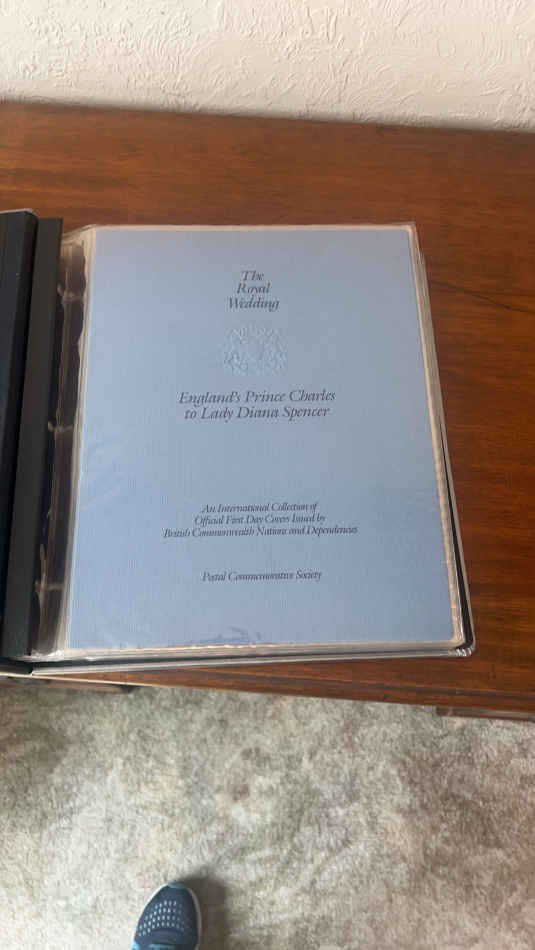 The
Royal
Wedding
England's Prince Charles
to Lady Diana Spencer
An International Collection of
Official First Day Covers Issued by
British Commonwealth Nations and Dependencies
Postal Commemorative Society